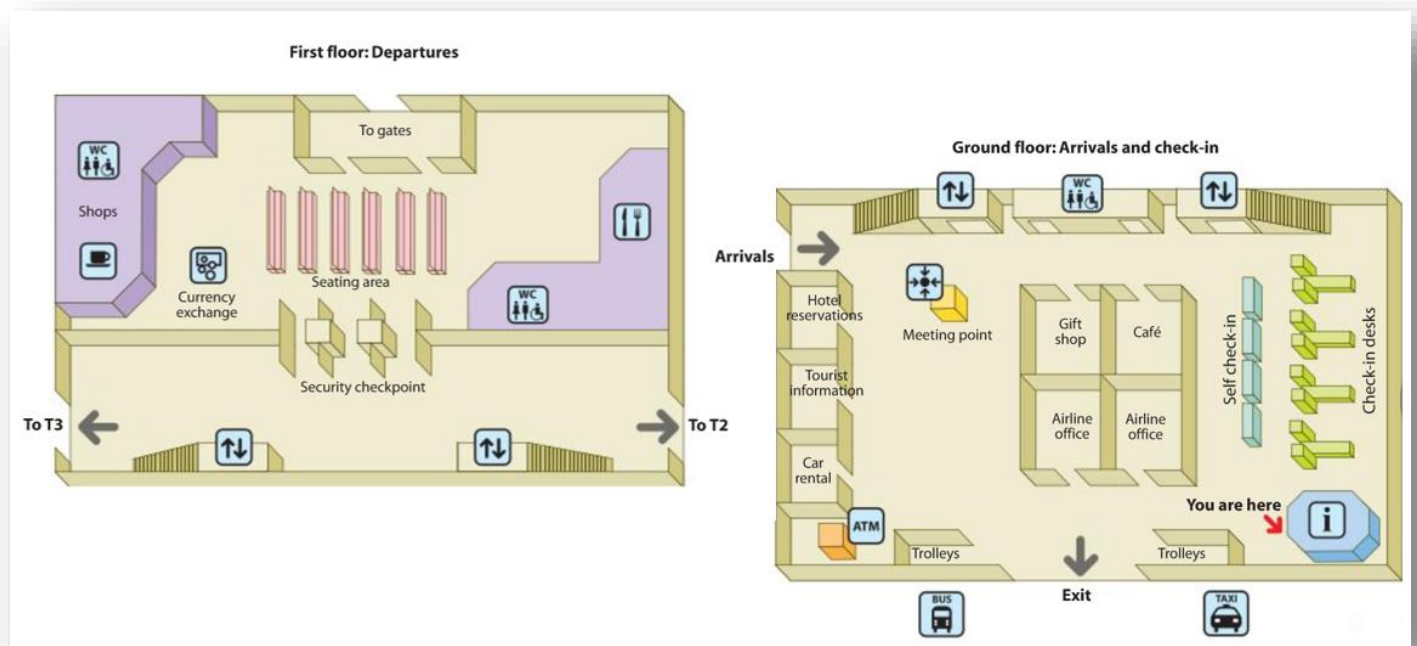 First floor: Departures
To gates
WC
Shops
Currency
exchange
Seating area
WC
Security checkpoint
To T3
To T2
Ground floor: Arrivals and check-in
WC
Arrivals
Hotel
reservations
Meeting point
Gift
shop
Café
Self check-in
Check-in desks
Tourist
information
Airline
office
Airline
office
Car
rental
You are here
i
ATM
Trolleys
Trolleys
Exit
BUS
TAXI